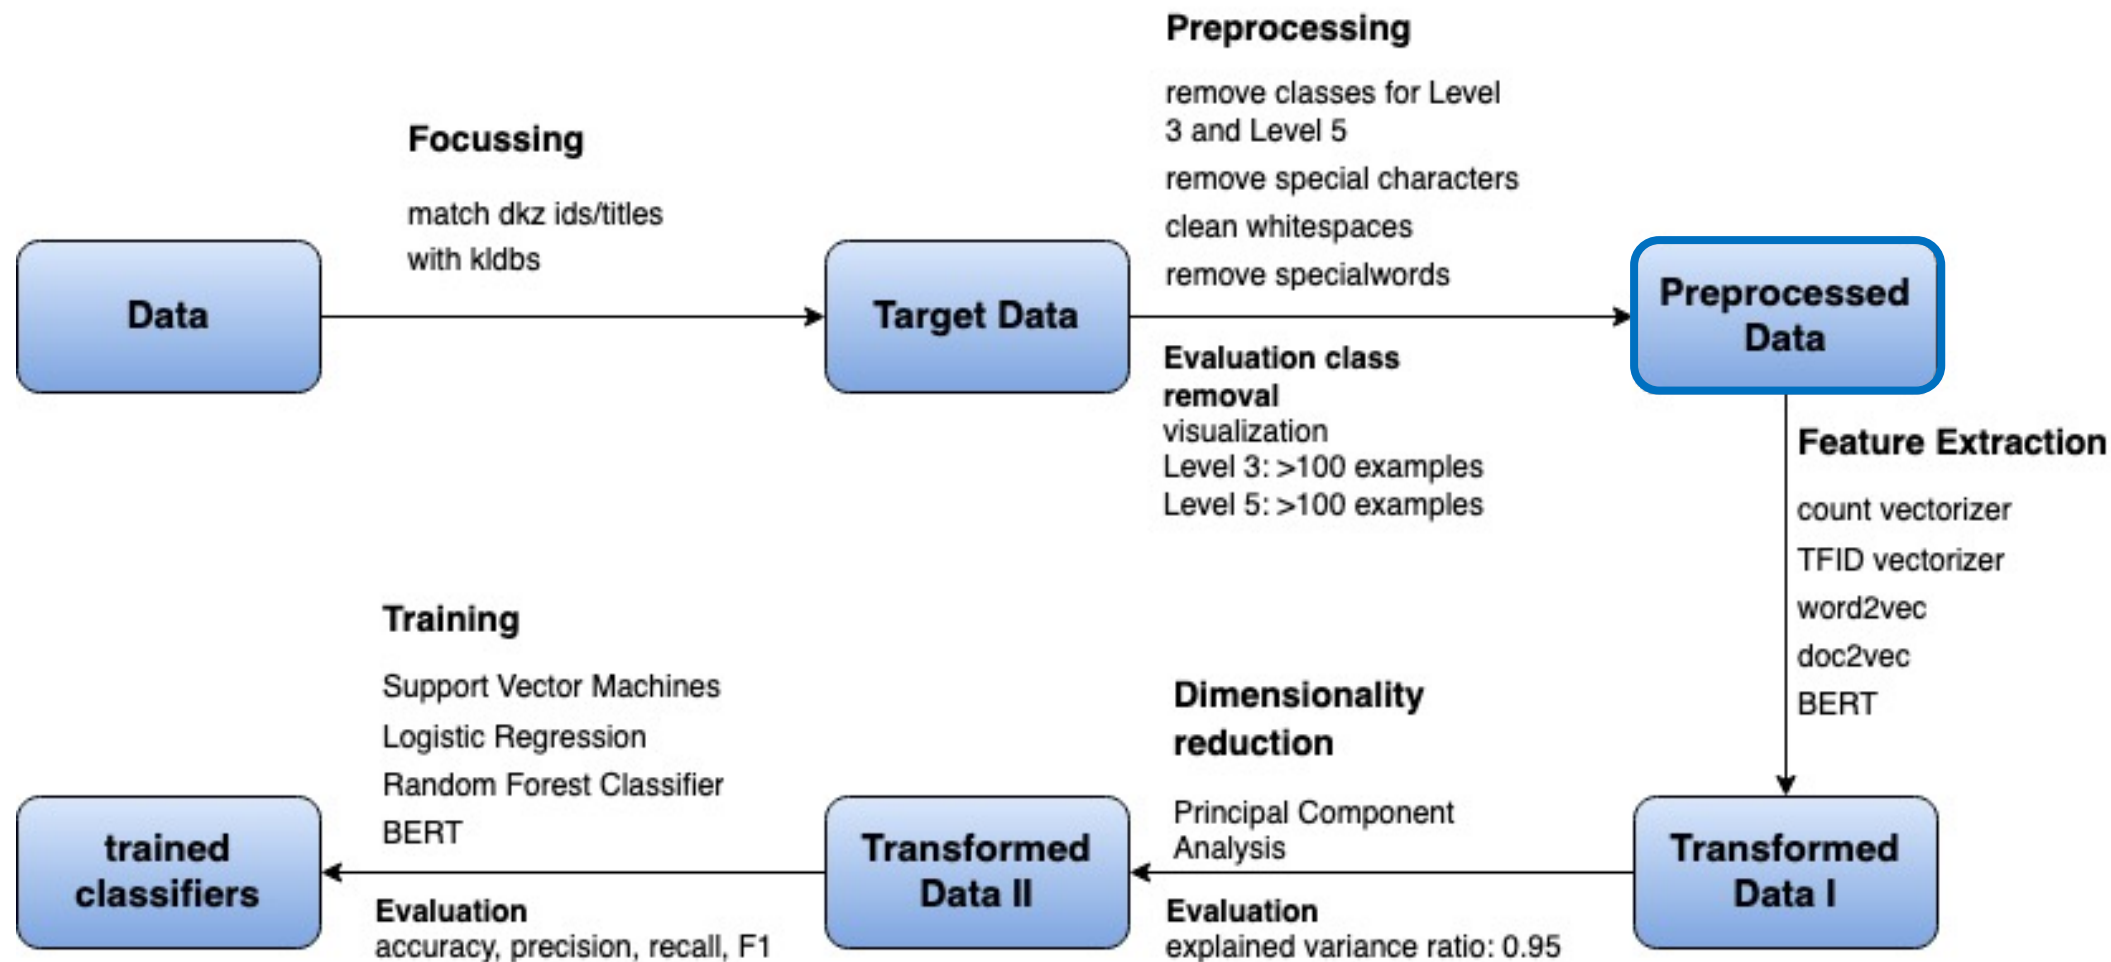 Data
Focussing
match dkz ids/titles
with kldbs
Target Data
Preprocessing
remove classes for Level
3 and Level 5
remove special characters
clean whitespaces
remove specialwords
Evaluation class
removal
visualization
Level 3: >100 examples
Level 5: >100 examples
Preprocessed
Data
Feature Extraction
count vectorizer
TFID vectorizer
word2vec
doc2vec
BERT
Transformed
Data I
Dimensionality
reduction
Principal Component
Analysis
Evaluation
explained variance ratio: 0.95
Transformed
Data II
Training
Support Vector Machines
Logistic Regression
Random Forest Classifier
BERT
Evaluation
accuracy, precision, recall, F1
trained
classifiers